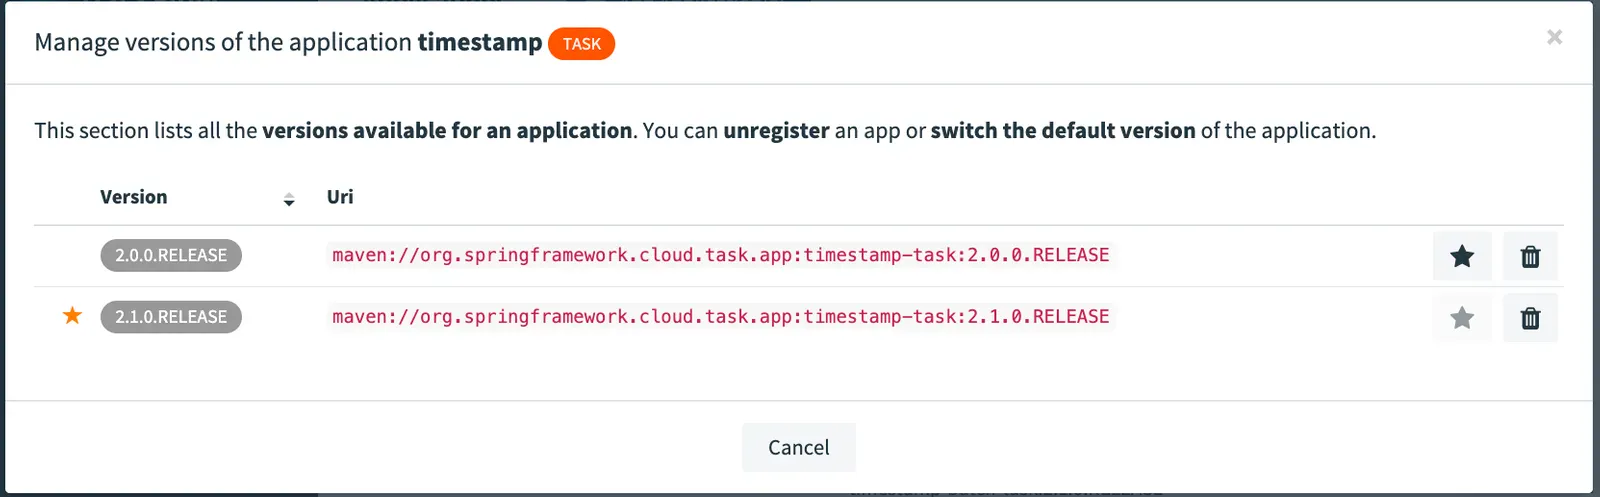 Manage versions of the application timestamp TASK
×
This section lists all the versions available for an application. You can unregister an app or switch the default version of the application.
Version Uri
2.0.0.RELEASE maven://org.springframework.cloud.task.app:timestamp-task:2.0.0.RELEASE
2.1.0.RELEASE maven://org.springframework.cloud.task.app:timestamp-task:2.1.0.RELEASE
Cancel